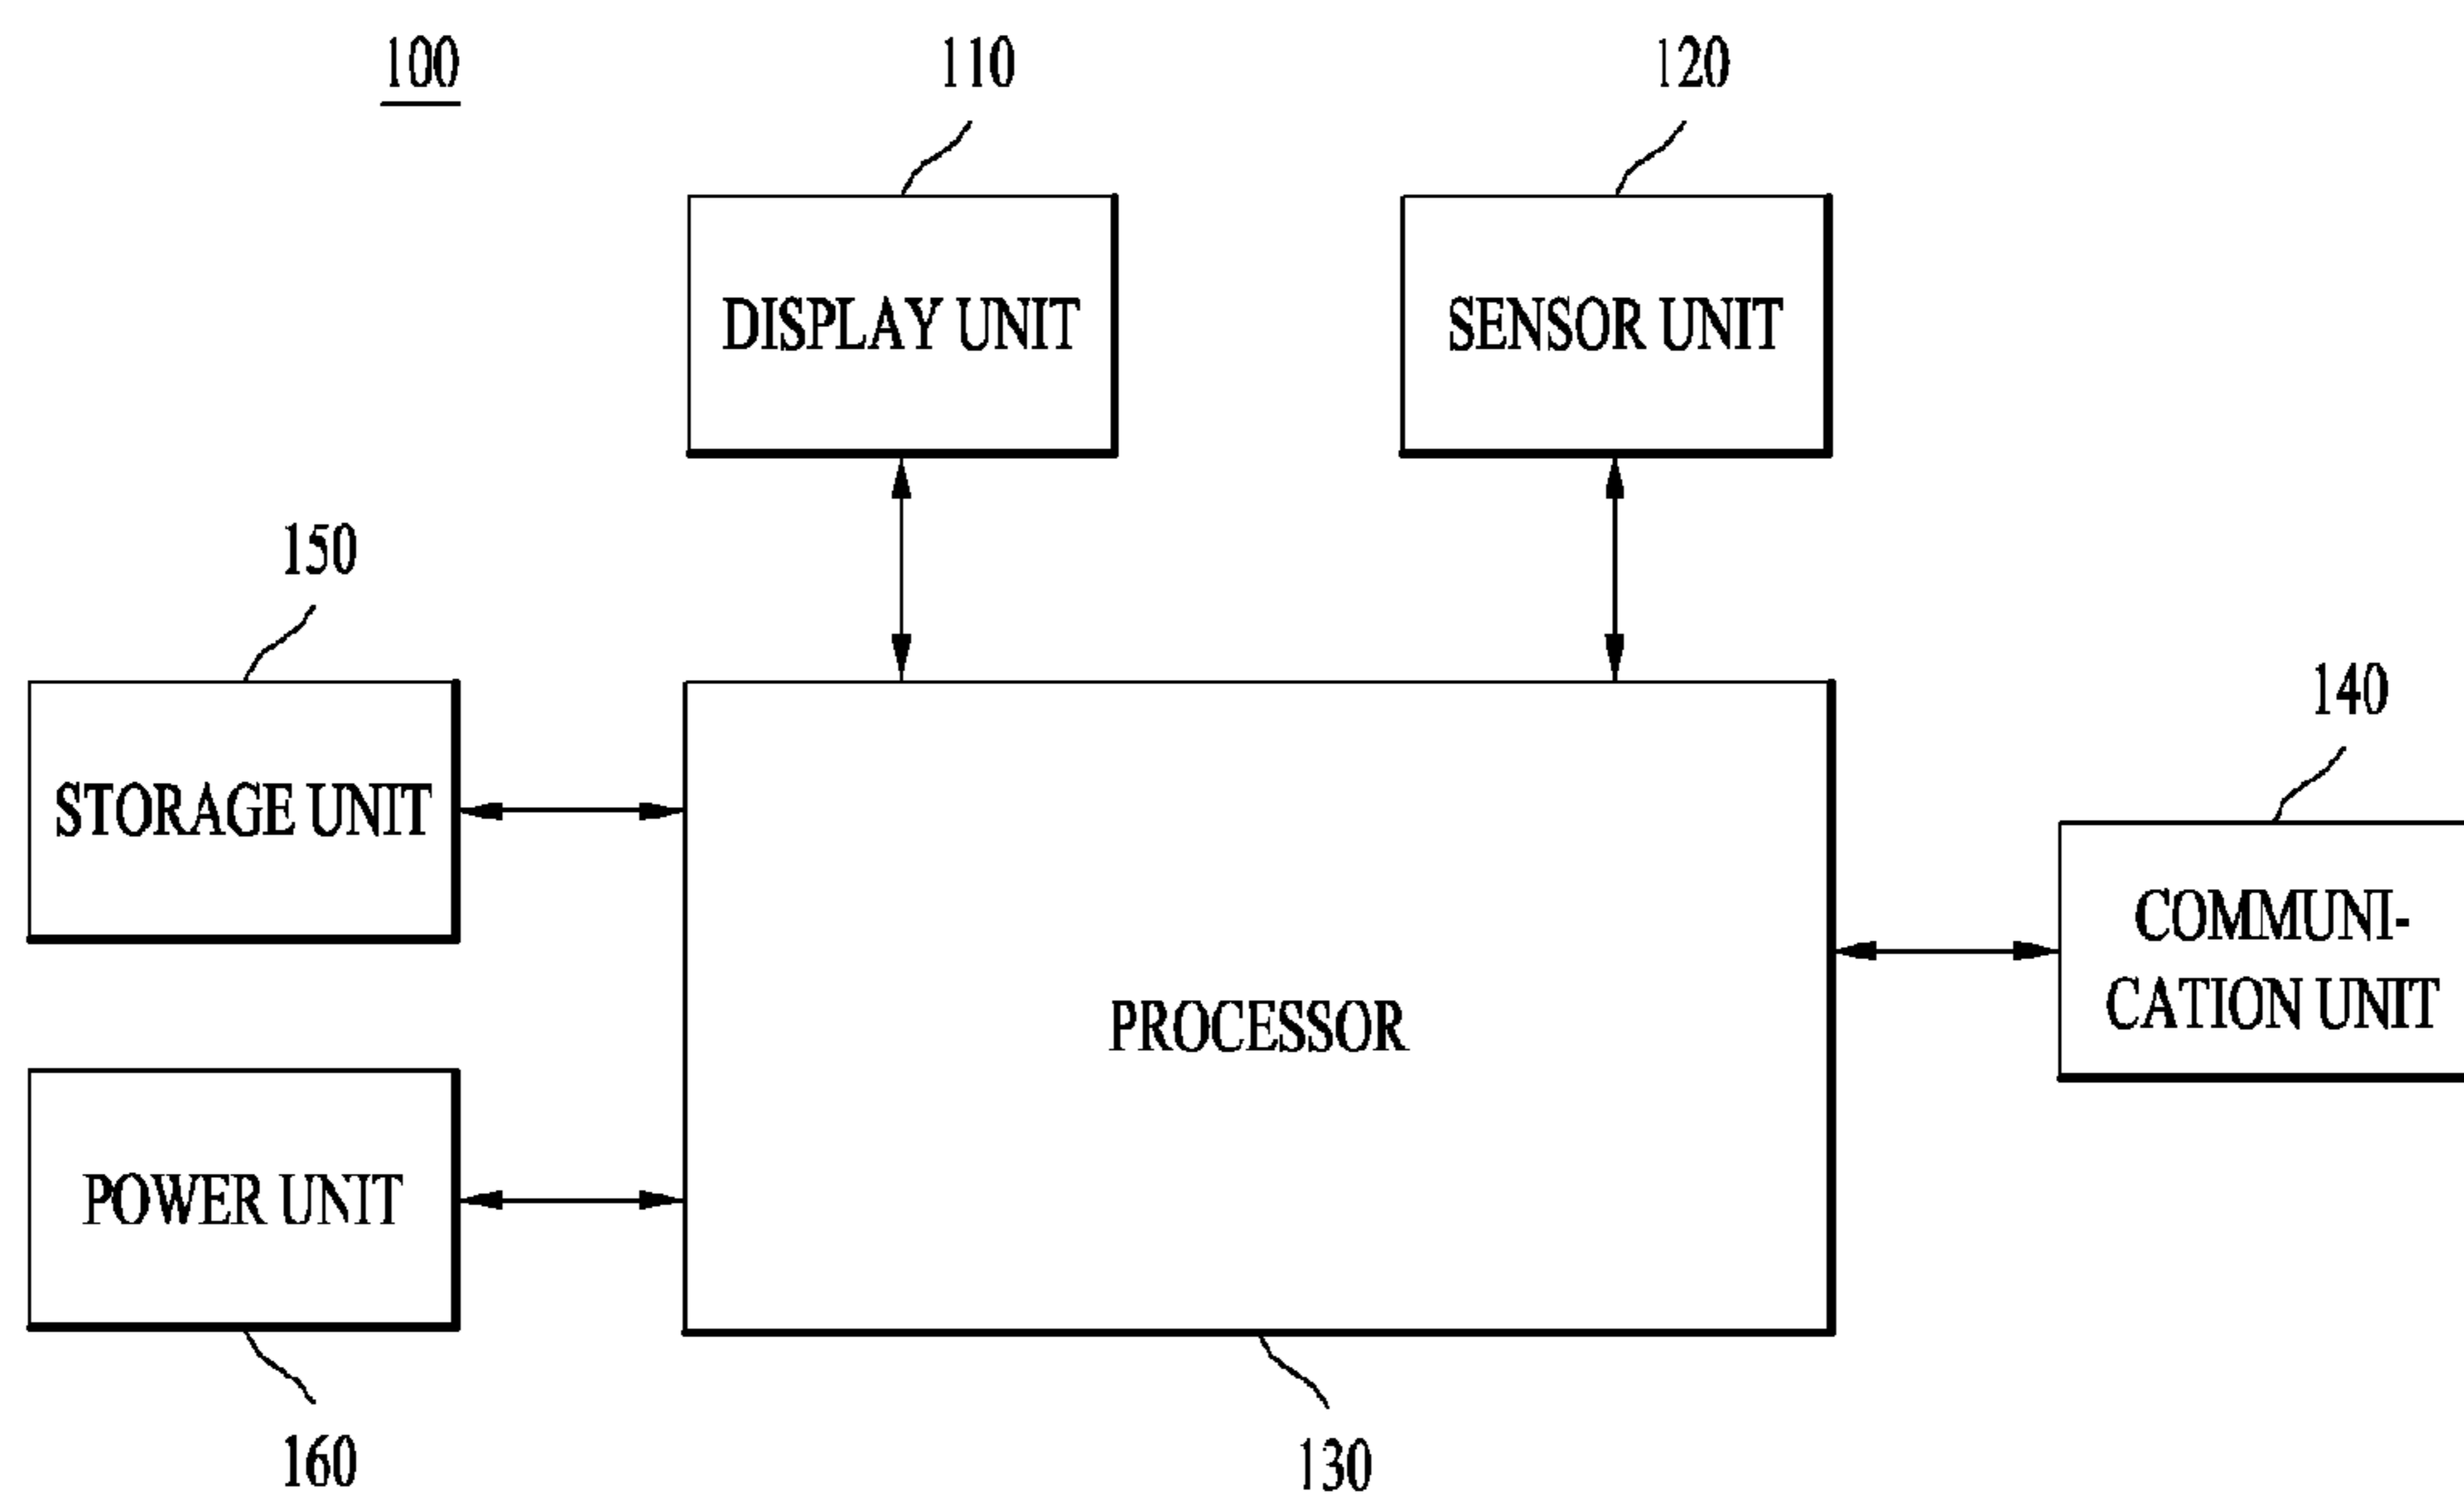 100
110
120
DISPLAY UNIT
SENSOR UNIT
150
140
STORAGE UNIT
COMMUNI-
CATION UNIT
PROCESSOR
POWER UNIT
160
130